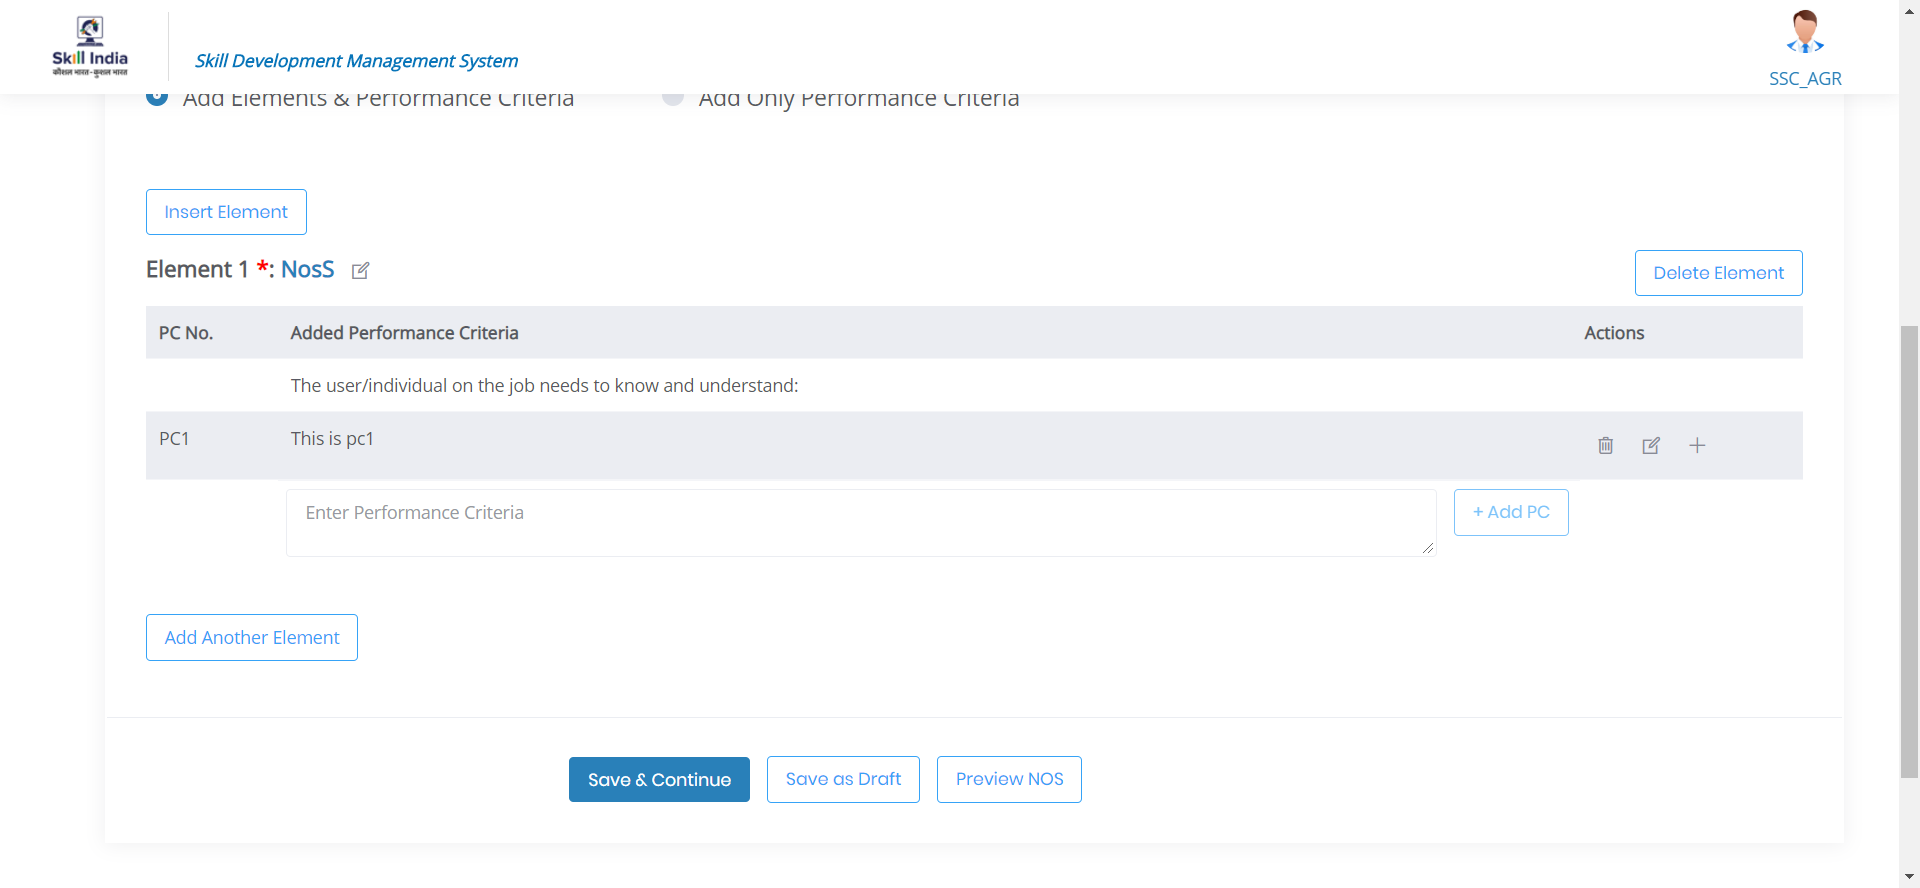 Skill India
कौशल भारत-कुशल भारत
Skill Development Management System
SSC_AGR
Add Elements & Performance Criteria
Add Only Performance Criteria
Insert Element
Element 1 *: NosS
Delete Element
PC No. Added Performance Criteria Actions
The user/individual on the job needs to know and understand:
PC1 This is pc1
Enter Performance Criteria
+ Add PC
Add Another Element
Save & Continue Save as Draft Preview NOS